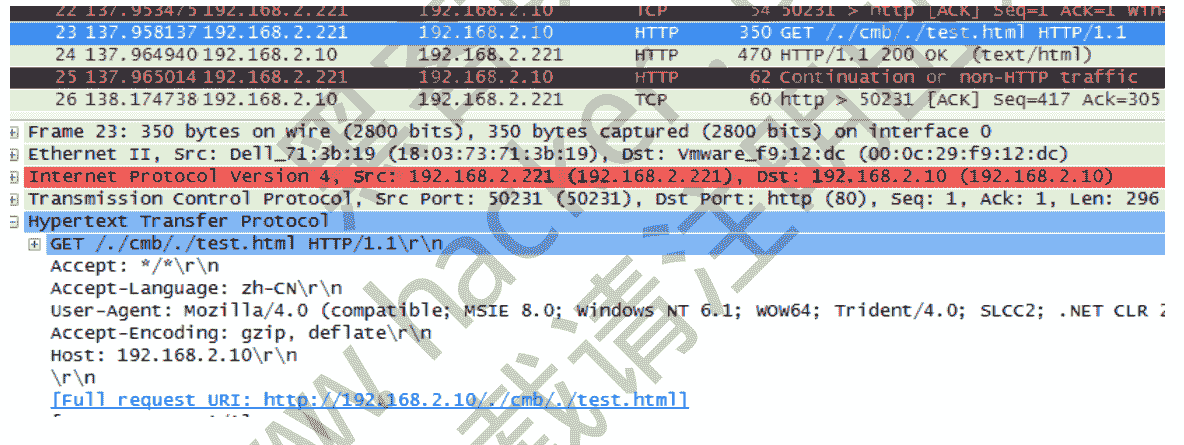 22 137.953475 192.168.2.221 192.168.2.10 TCP 54 50231 > http [ACK] Seq=1 Ack=1 Win=
23 137.958137 192.168.2.221 192.168.2.10 HTTP 350 GET /./cmb/./test.html HTTP/1.1
24 137.964940 192.168.2.10 192.168.2.221 HTTP 470 HTTP/1.1 200 OK (text/html)
25 137.965014 192.168.2.221 192.168.2.10 HTTP 62 Continuation or non-HTTP traffic
26 138.174738 192.168.2.10 192.168.2.221 TCP 60 http > 50231 [ACK] Seq=417 Ack=305
Frame 23: 350 bytes on wire (2800 bits), 350 bytes captured (2800 bits) on interface 0
Ethernet II, Src: Dell_71:3b:19 (18:03:73:71:3b:19), Dst: Vmware_f9:12:dc (00:0c:29:f9:12:dc)
Internet Protocol Version 4, Src: 192.168.2.221 (192.168.2.221), Dst: 192.168.2.10 (192.168.2.10)
Transmission Control Protocol, Src Port: 50231 (50231), Dst Port: http (80), Seq: 1, Ack: 1, Len: 296
Hypertext Transfer Protocol
GET /./cmb/./test.html HTTP/1.1\r\n
Accept: */*\r\n
Accept-Language: zh-CN\r\n
User-Agent: Mozilla/4.0 (compatible; MSIE 8.0; Windows NT 6.1; WOW64; Trident/4.0; SLCC2; .NET CLR 2
Accept-Encoding: gzip, deflate\r\n
Host: 192.168.2.10\r\n
\r\n
[Full request URI: http://192.168.2.10/./cmb/./test.html]